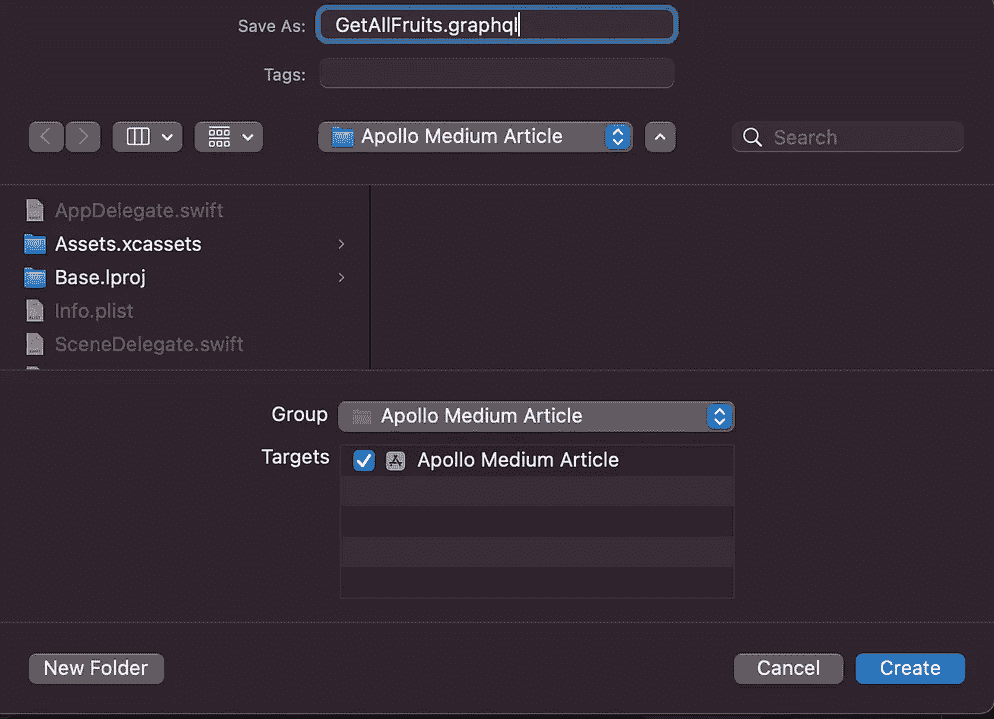 Save As: GetAllFruits.graphql
Tags:
Apollo Medium Article
Search
AppDelegate.swift
Assets.xcassets
Base.lproj
Info.plist
SceneDelegate.swift
Group Apollo Medium Article
Targets Apollo Medium Article
New Folder Cancel Create